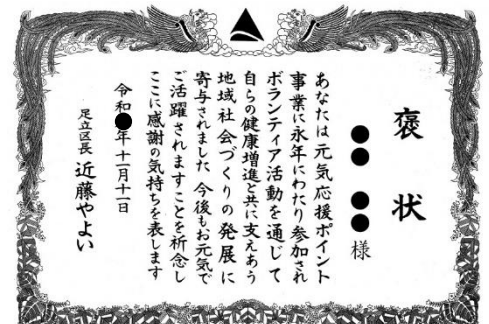 褒状
●● ●● 様
あなたは元気応援ポイント
事業に永年にわたり参加され
ボランティア活動を通じて
自らの健康増進と共に支えあう
地域社会づくりの発展に
寄与されました 今後もお元気で
ご活躍されますことを祈念し
ここに感謝の気持ちを表します
令和●年十一月十一日
足立区長 近藤やよい